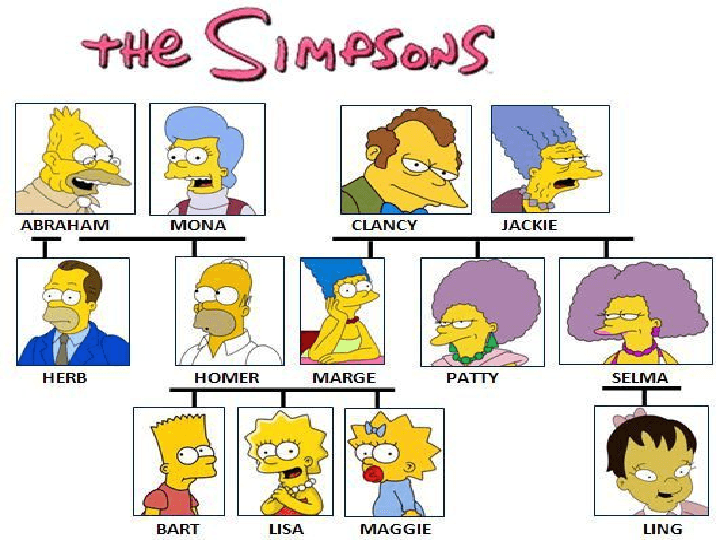 THe SIMPSONS
ABRAHAM MONA CLANCY JACKIE
HERB HOMER MARGE PATTY SELMA
BART LISA MAGGIE LING